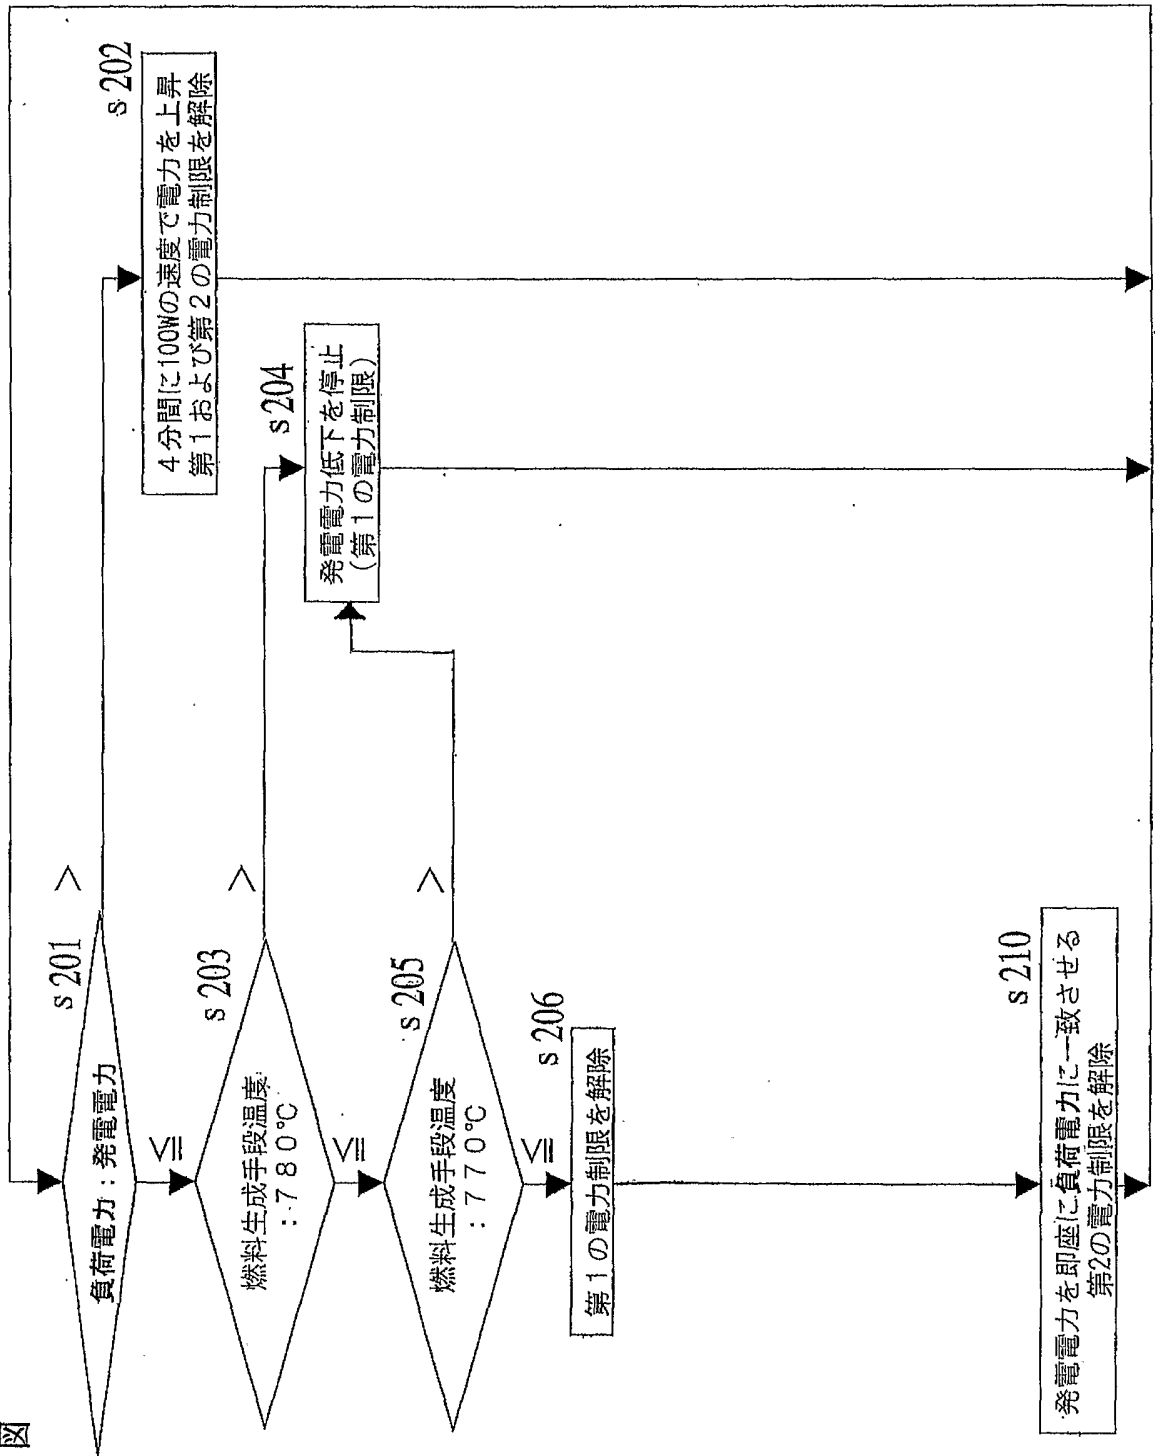 図
s 201
負荷電力：発電電力
＞
≦
s 202
4分間に100Wの速度で電力を上昇
第1および第2の電力制限を解除
s 203
燃料生成手段温度
：７８０℃
＞
≦
s 204
発電電力低下を停止
（第１の電力制限）
s 205
燃料生成手段温度
：７７０℃
＞
≦
s 206
第１の電力制限を解除
s 210
発電電力を即座に負荷電力に一致させる
第2の電力制限を解除